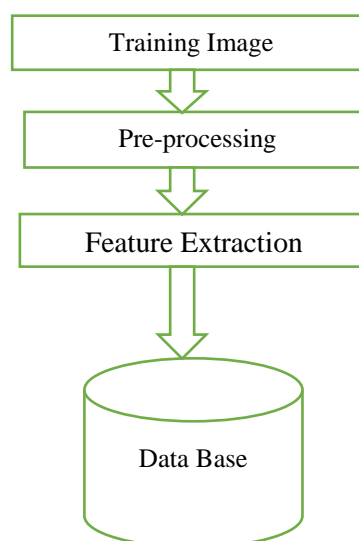 Training Image
Pre-processing
Feature Extraction
Data Base